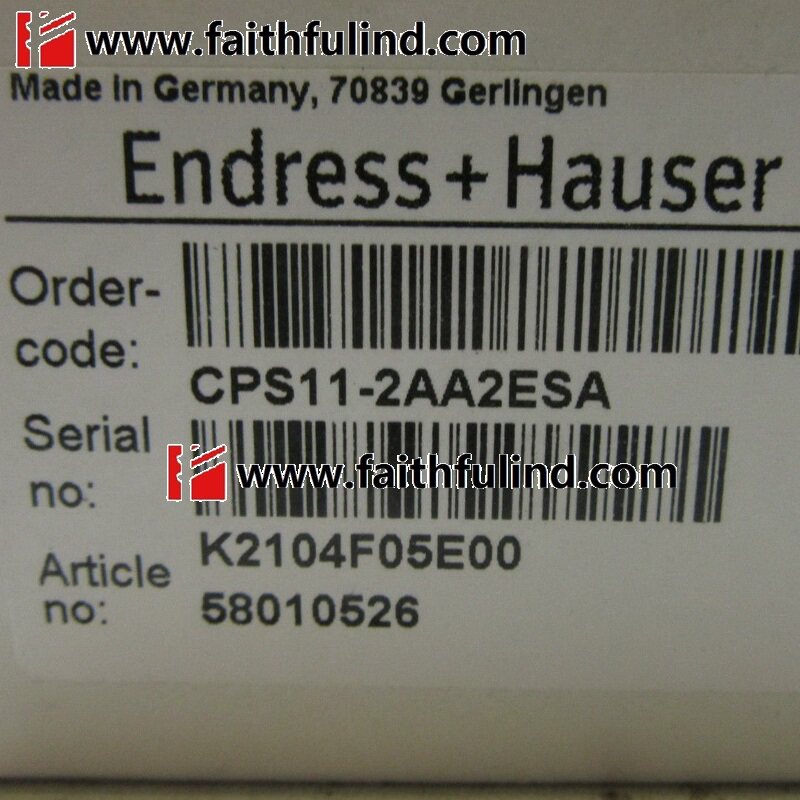 www.faithfulind.com
Made in Germany, 70839 Gerlingen
Endress+Hauser
Order-
code:
CPS11-2AA2ESA
Serial
no:
www.faithfulind.com
K2104F05E00
Article
no:
58010526